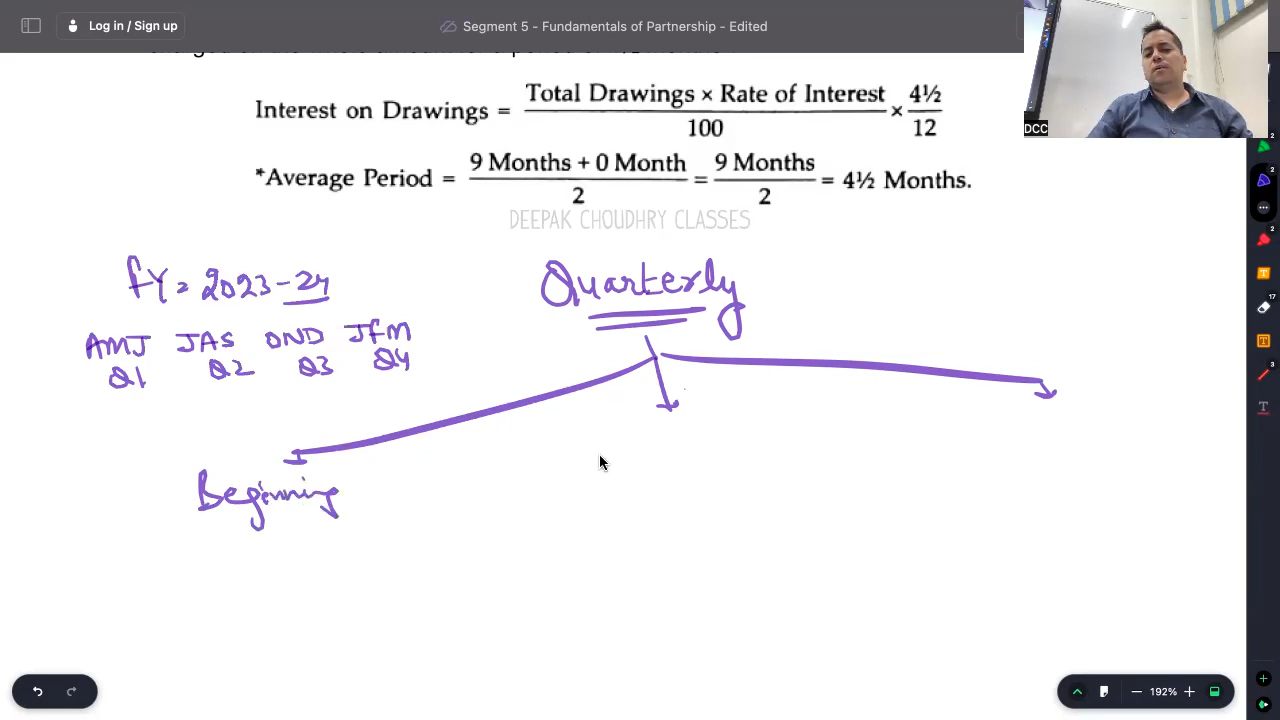 Log in / Sign up
Segment 5 - Fundamentals of Partnership - Edited
Interest on Drawings = Total Drawings × Rate of Interest / 100 × 4½ / 12
*Average Period = 9 Months + 0 Month / 2 = 9 Months / 2 = 4½ Months.
DEEPAK CHOUDHRY CLASSES
DCC
FY = 2023-24
Quarterly
AMJ JAS OND JFM
Q1 Q2 Q3 Q4
Beginning
192%